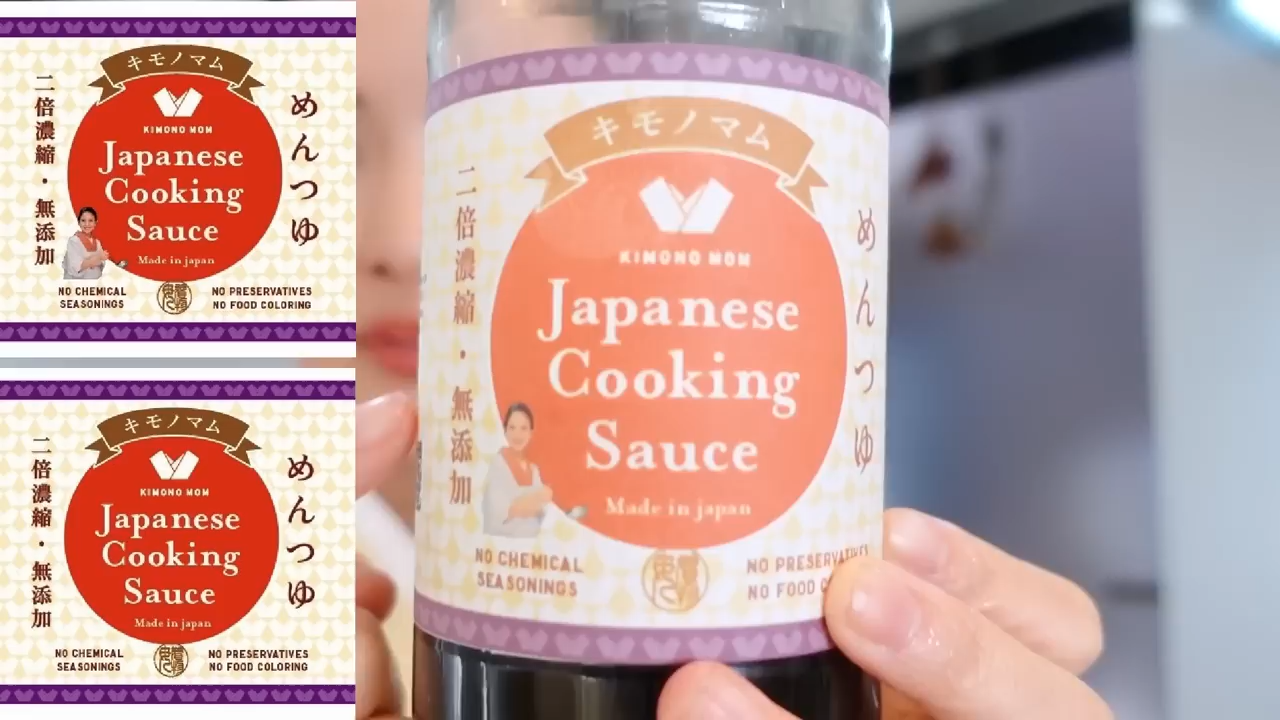 キモノマム
二倍濃縮・無添加
めんつゆ
KIMONO MOM
Japanese
Cooking
Sauce
Made in japan
NO CHEMICAL
SEASONINGS
NO PRESERVATIVES
NO FOOD COLORING
キモノマム
二倍濃縮・無添加
めんつゆ
KIMONO MOM
Japanese
Cooking
Sauce
Made in japan
NO CHEMICAL
SEASONINGS
NO PRESERVATIVES
NO FOOD COLORING
キモノマム
二倍濃縮・無添加
めんつゆ
KIMONO MOM
Japanese
Cooking
Sauce
Made in japan
NO CHEMICAL
SEASONINGS
NO PRESERVATIVES
NO FOOD C